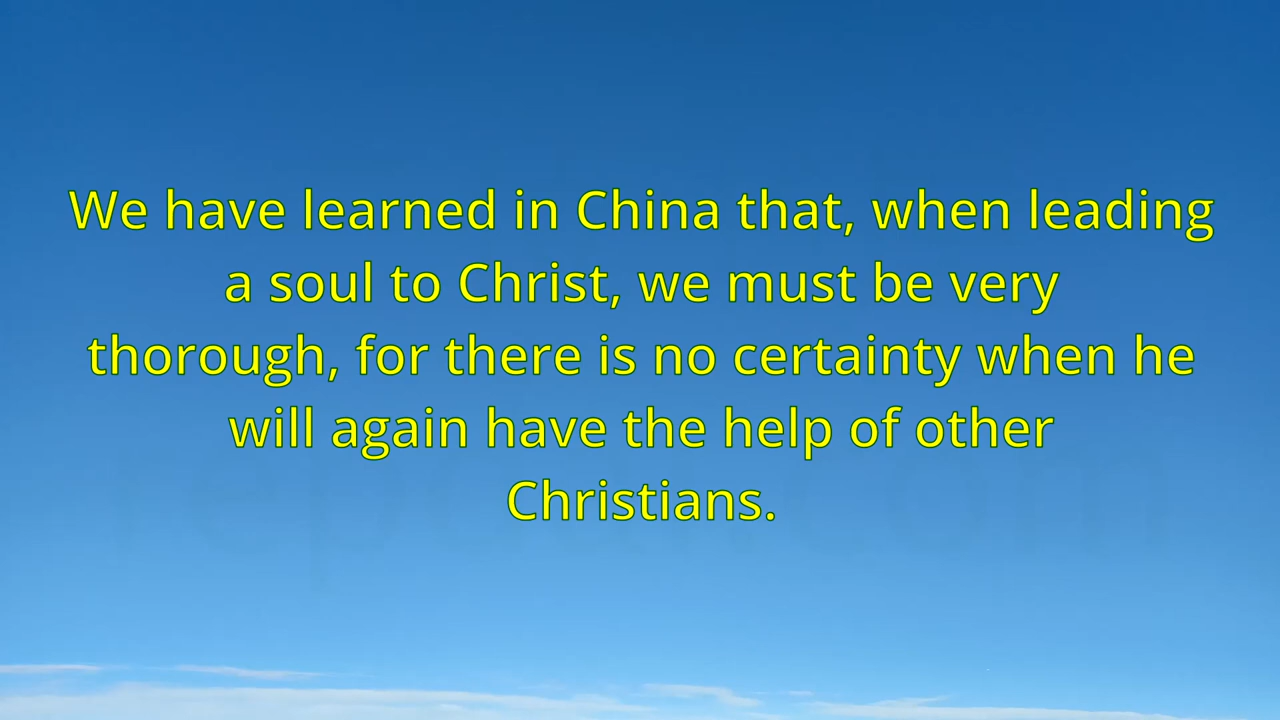 We have learned in China that, when leading
a soul to Christ, we must be very
thorough, for there is no certainty when he
will again have the help of other
Christians.